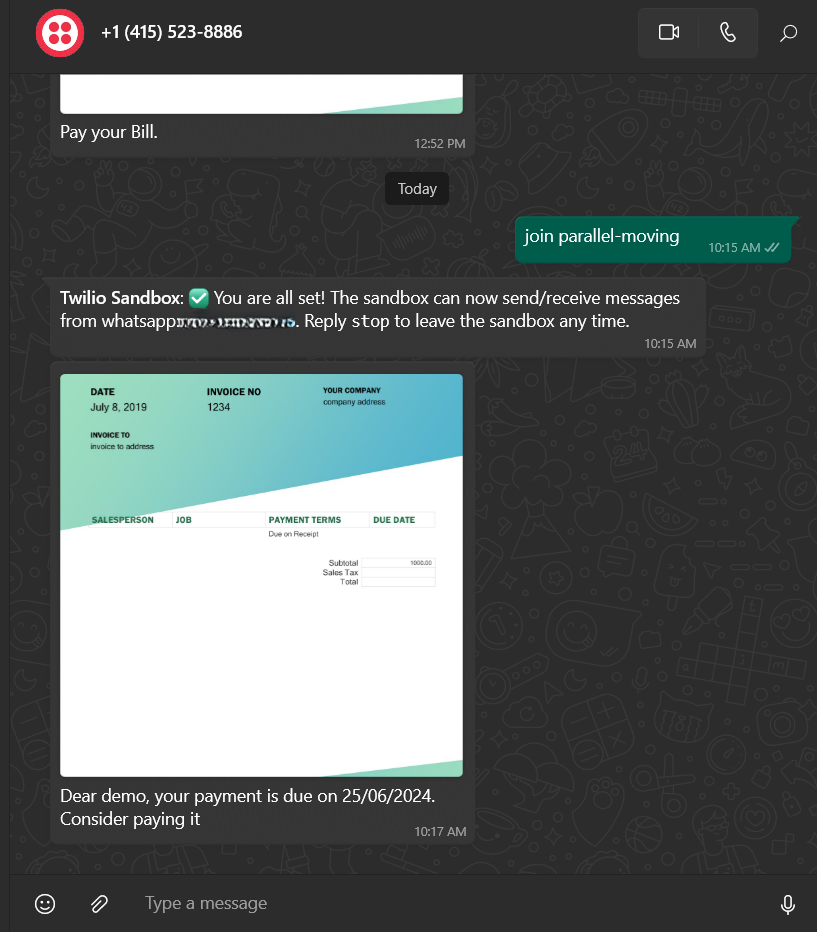 +1 (415) 523-8886
Pay your Bill.
12:52 PM
Today
join parallel-moving
10:15 AM
Twilio Sandbox: ✅ You are all set! The sandbox can now send/receive messages
from whatsapp: . Reply stop to leave the sandbox any time.
10:15 AM
DATE INVOICE NO YOUR COMPANY
July 8, 2019 1234 company address
INVOICE TO
invoice to address
SALESPERSON JOB PAYMENT TERMS DUE DATE
Due on Receipt
Subtotal 1000.00
Sales Tax
Total
Dear demo, your payment is due on 25/06/2024.
Consider paying it
10:17 AM
Type a message